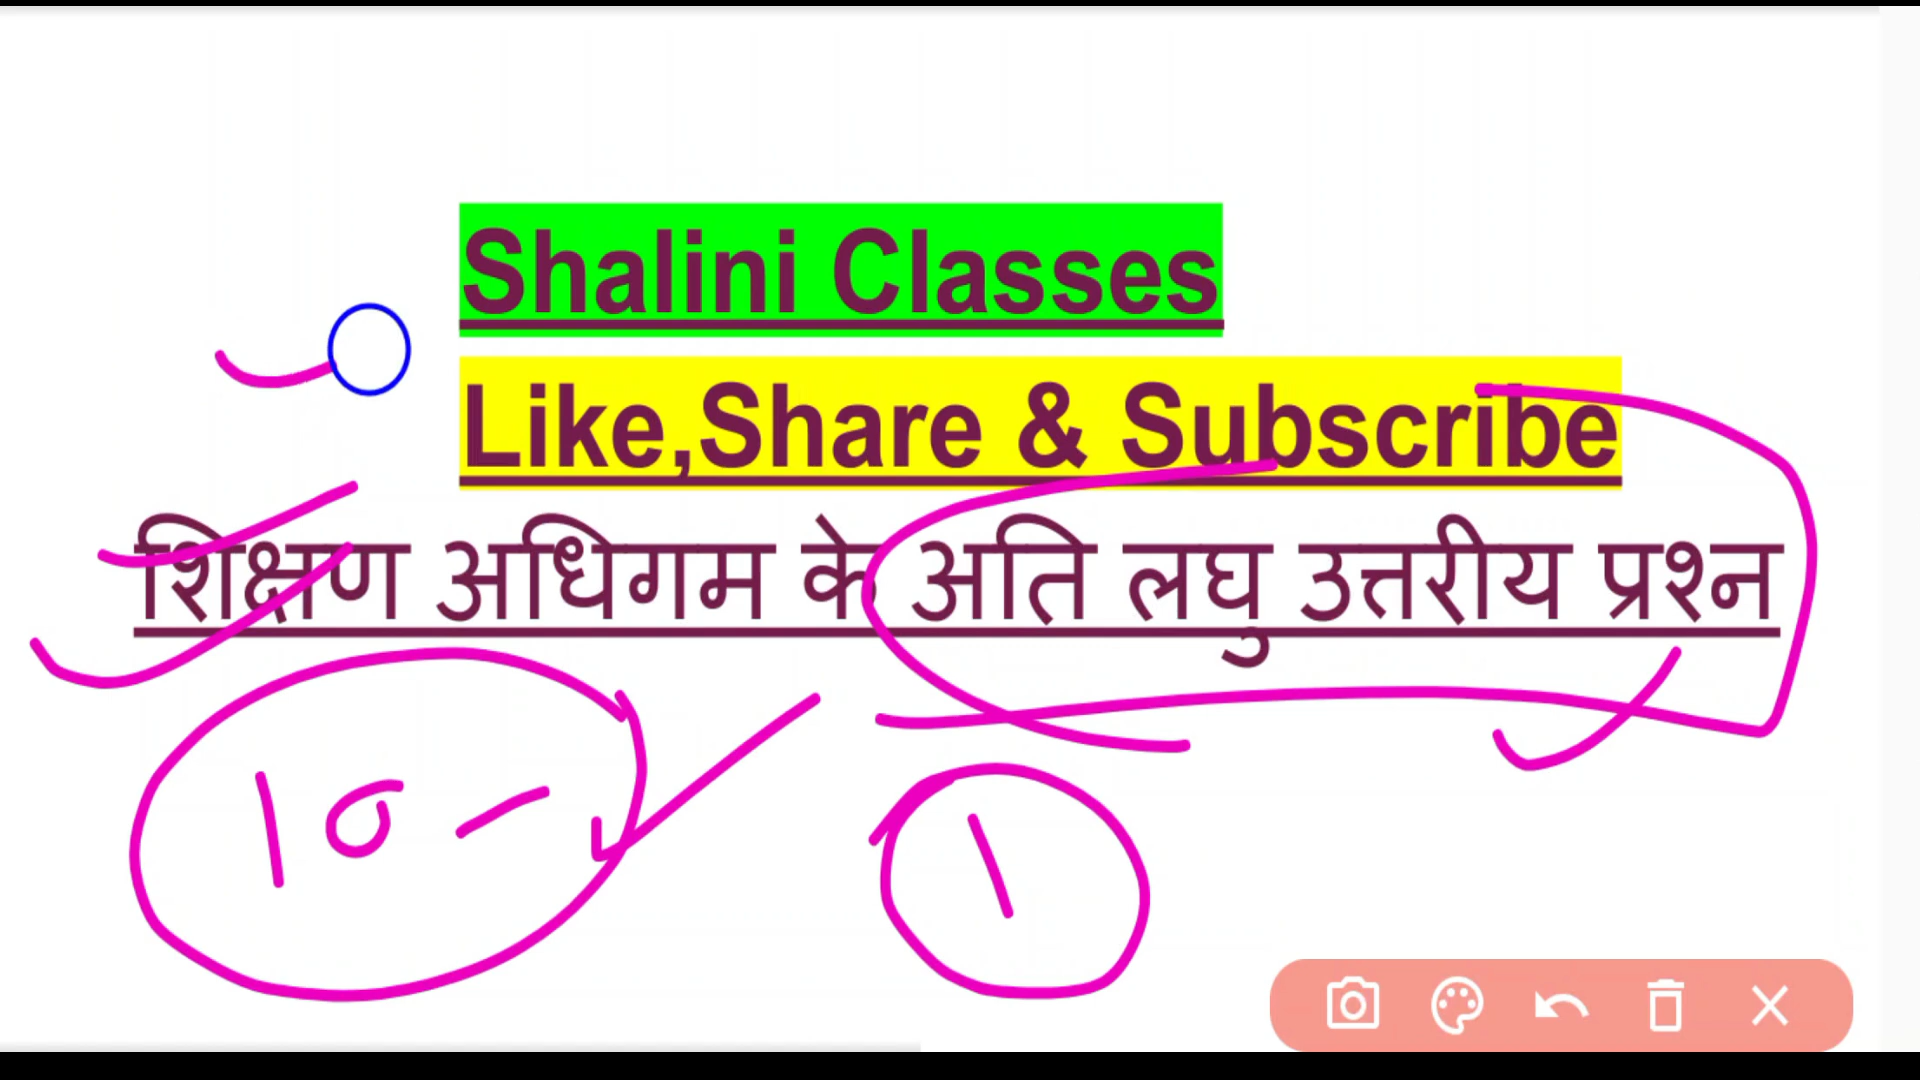 Shalini Classes
Like,Share & Subscribe
शिक्षण अधिगम के अति लघु उत्तरीय प्रश्न
10 - 1